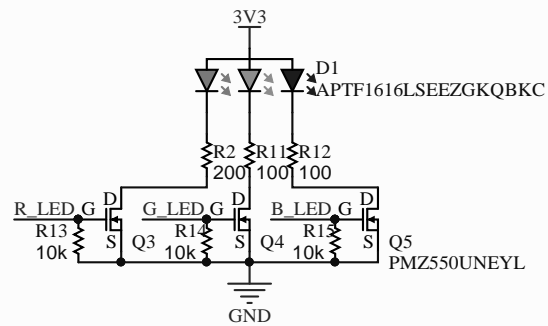 3V3
D1
APTF1616LSEEZGKQBKC
R2 R11 R12
200 100 100
R_LED G D G_LED G D B_LED G D
R13 S Q3 R14 S Q4 R15 S Q5
10k 10k 10k PMZ550UNEYL
GND